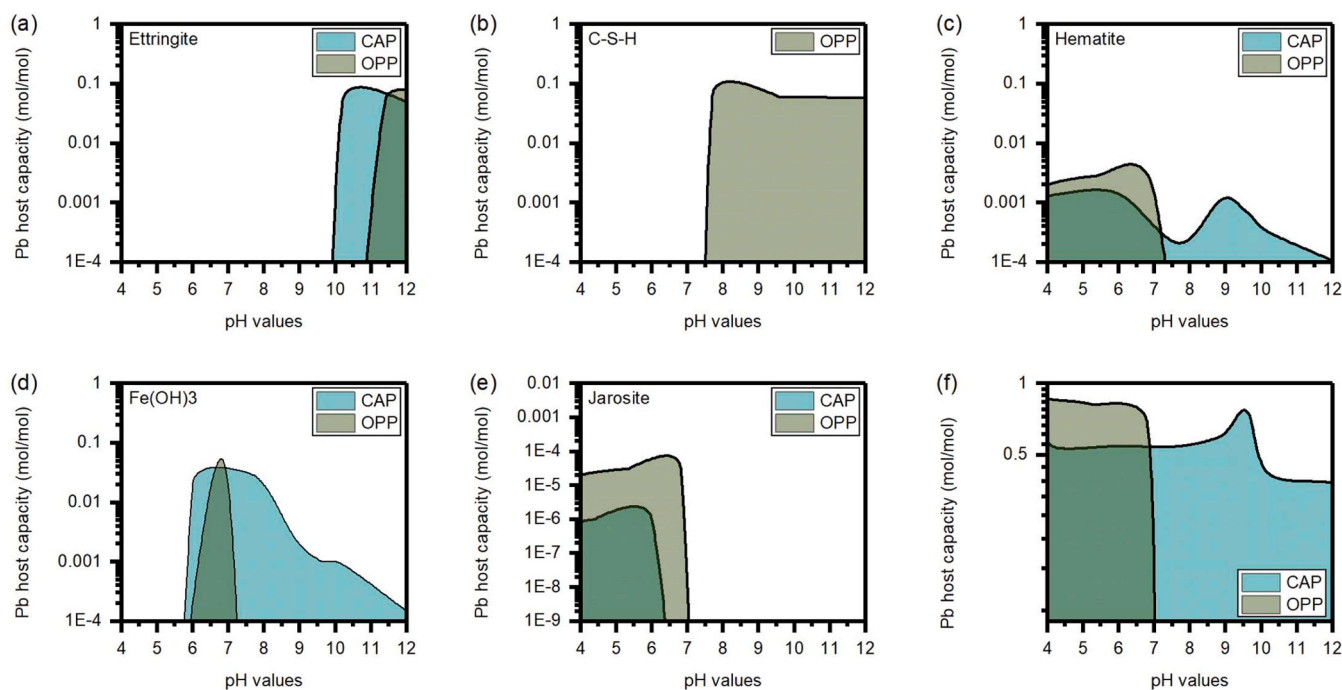 (a)
Ettringite
CAP
OPP
Pb host capacity (mol/mol)
1
0.1
0.01
0.001
1E-4
4 5 6 7 8 9 10 11 12
pH values
(b)
C-S-H
OPP
Pb host capacity (mol/mol)
1
0.1
0.01
0.001
1E-4
4 5 6 7 8 9 10 11 12
pH values
(c)
Hematite
CAP
OPP
Pb host capacity (mol/mol)
1
0.1
0.01
0.001
1E-4
4 5 6 7 8 9 10 11 12
pH values
(d)
Fe(OH)3
CAP
OPP
Pb host capacity (mol/mol)
1
0.1
0.01
0.001
1E-4
4 5 6 7 8 9 10 11 12
pH values
(e)
Jarosite
CAP
OPP
Pb host capacity (mol/mol)
0.01
0.001
1E-4
1E-5
1E-6
1E-7
1E-8
1E-9
4 5 6 7 8 9 10 11 12
pH values
(f)
Pb host capacity (mol/mol)
1
0.5
CAP
OPP
4 5 6 7 8 9 10 11 12
pH values